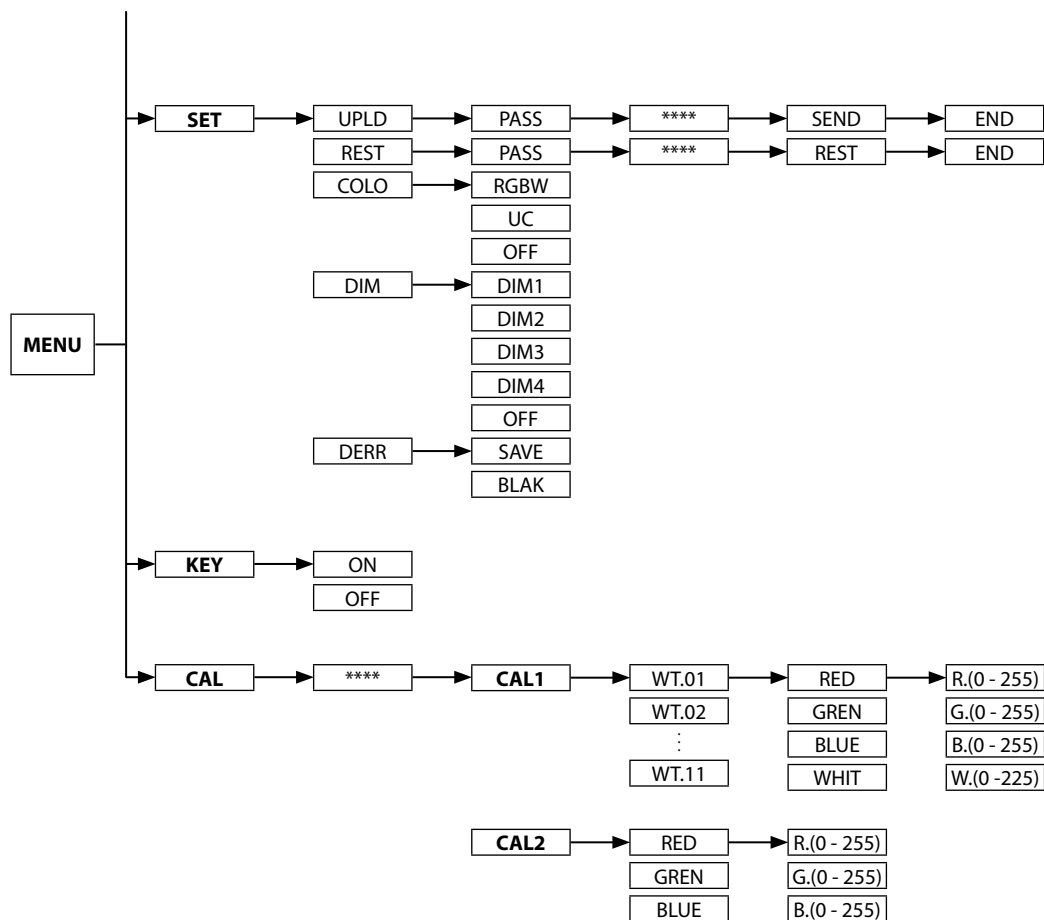 SET UPLD PASS **** SEND END
REST PASS **** REST END
COLO RGBW
UC
OFF
DIM DIM1
DIM2
MENU
DIM3
DIM4
OFF
DERR SAVE
BLAK
KEY ON
OFF
CAL **** CAL1 WT.01 RED R.(0 - 255)
WT.02 GREN G.(0 - 255)
⋮ BLUE B.(0 - 255)
WT.11 WHIT W.(0 -225)
CAL2 RED R.(0 - 255)
GREN G.(0 - 255)
BLUE B.(0 - 255)